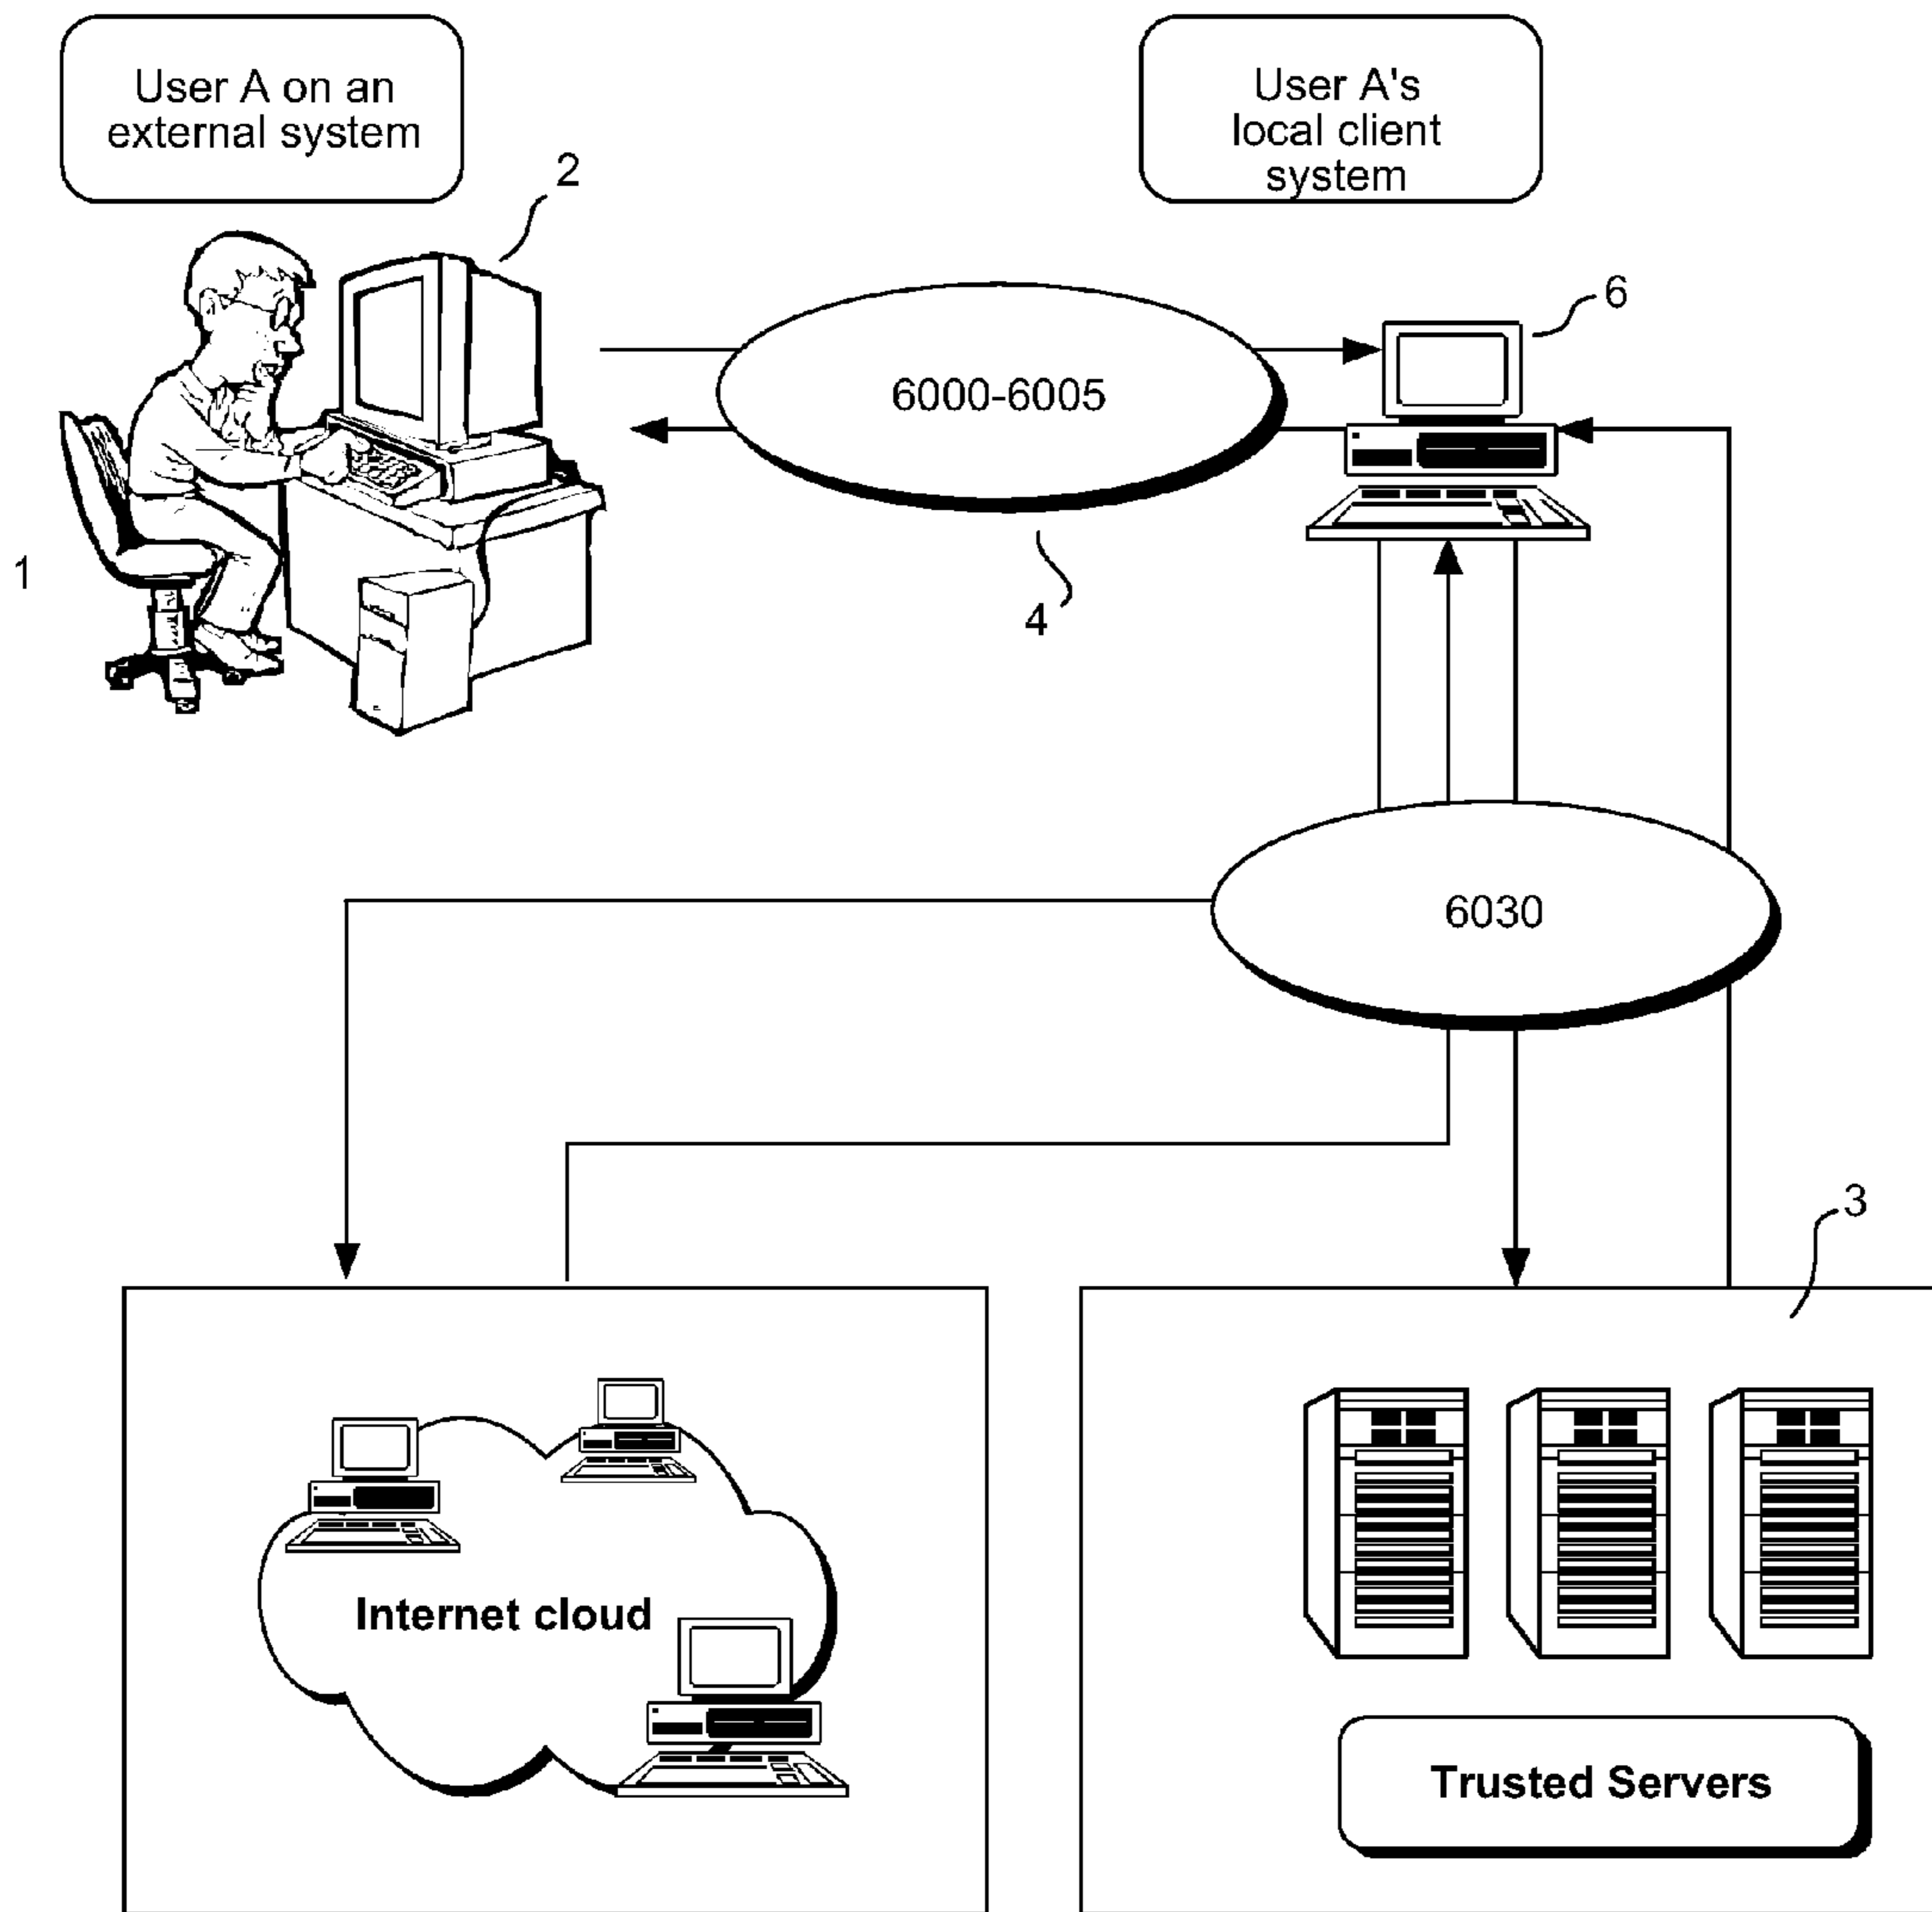 User A on an
external system
User A's
local client
system
2
6
6000-6005
1
4
6030
3
Internet cloud
Trusted Servers